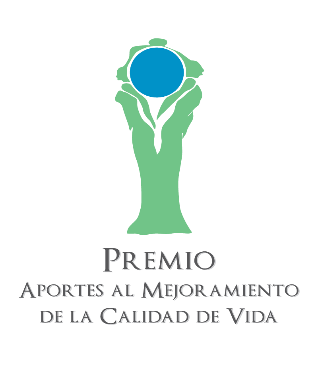 Premio
Aportes al Mejoramiento
de la Calidad de Vida